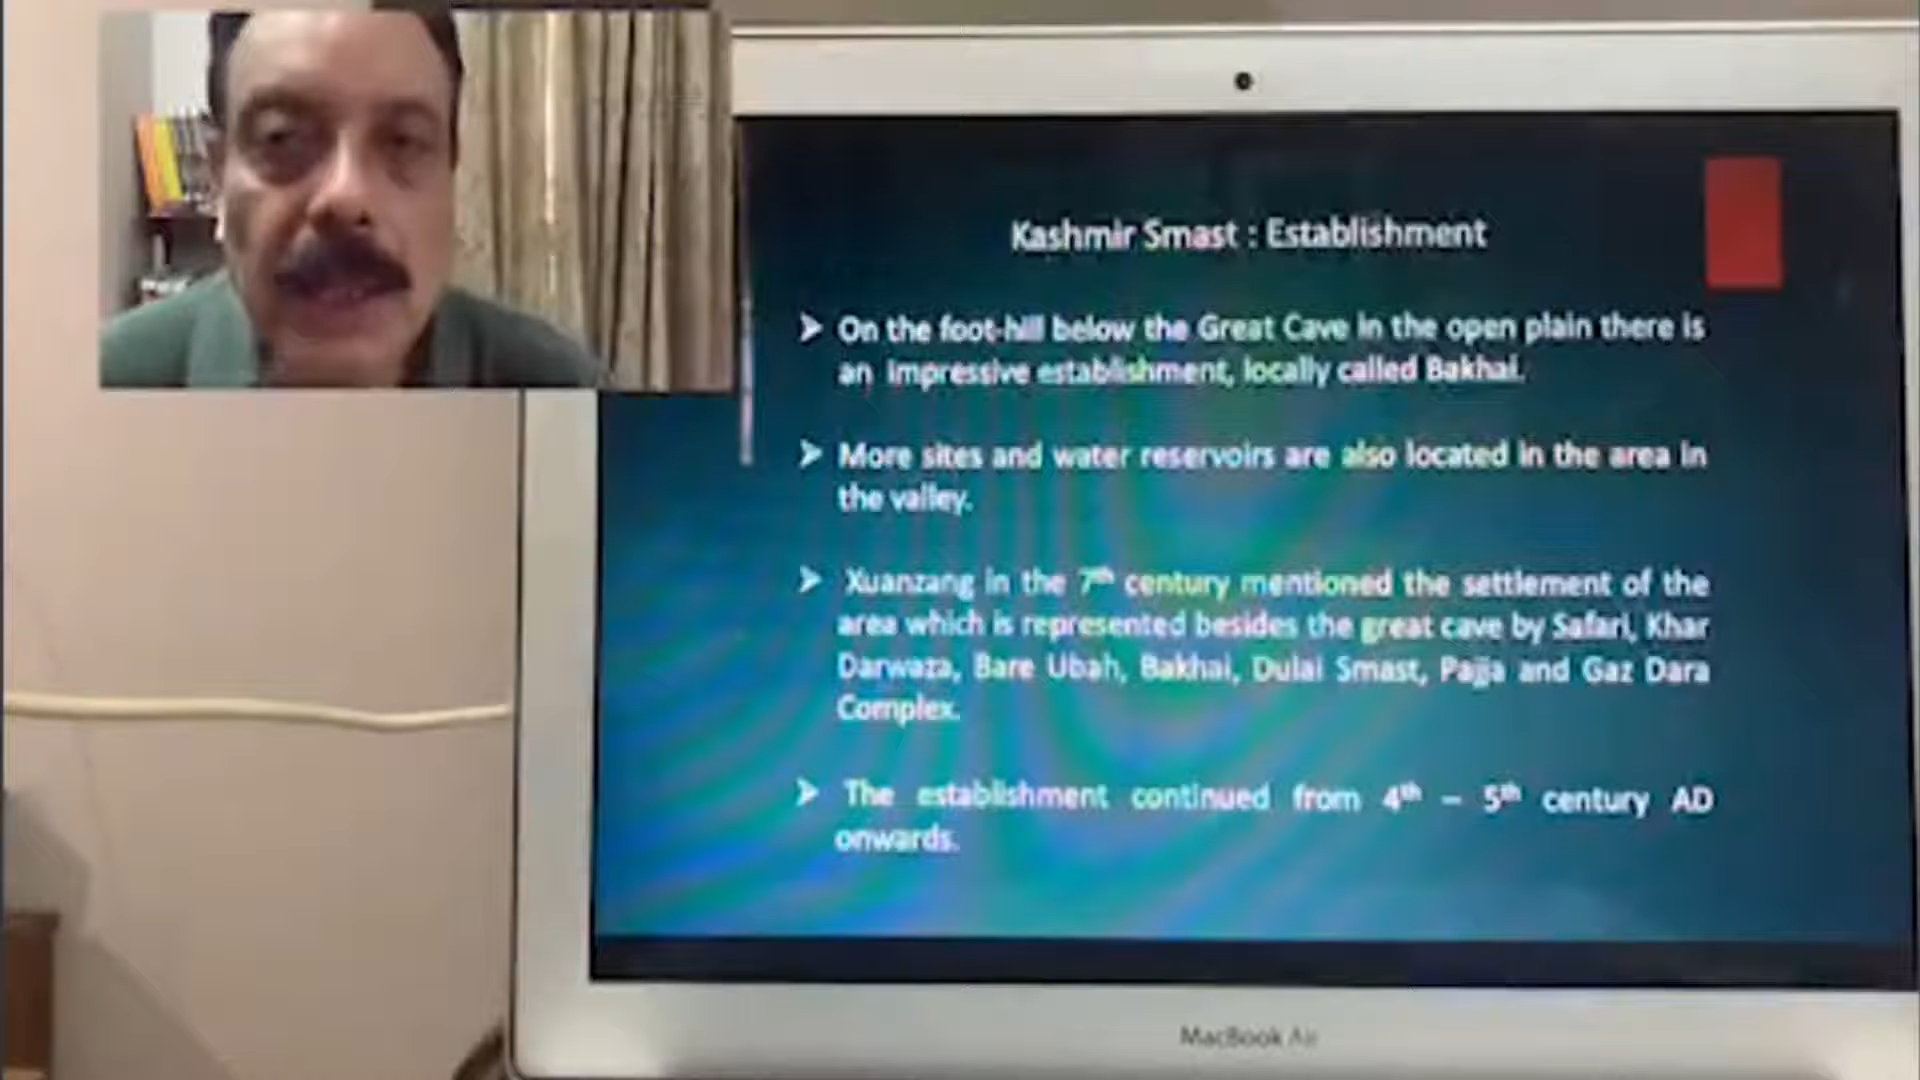 Kashmir Smast : Establishment
➤ On the foot-hill below the Great Cave in the open plain there is
an impressive establishment, locally called Bakhai.
➤ More sites and water reservoirs are also located in the area in
the valley.
➤ Xuanzang in the 7th century mentioned the settlement of the
area which is represented besides the great cave by Safari, Khar
Darwaza, Bare Ubah, Bakhai, Dulai Smast, Pajja and Gaz Dara
Complex.
➤ The establishment continued from 4th – 5th century AD
onwards.
MacBook Air